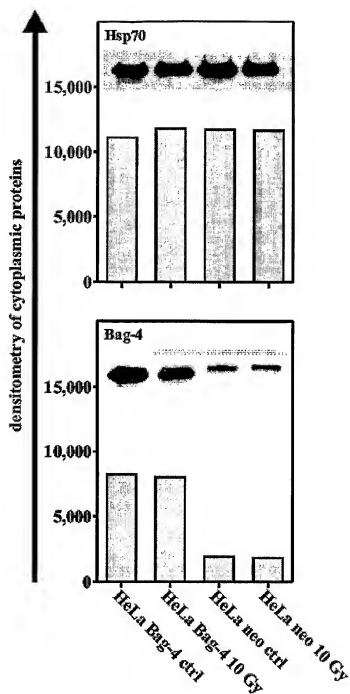 Hsp70
15,000
10,000
5,000
0
Bag-4
15,000
10,000
5,000
0
HeLa Bag-4 ctrl
HeLa Bag-4 10 Gy
HeLa neo ctrl
HeLa neo 10 Gy
densitometry of cytoplasmic proteins